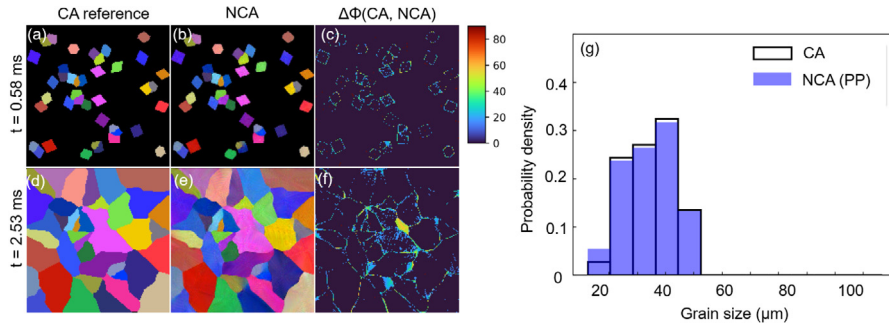 CA reference
NCA
ΔΦ(CA, NCA)
t = 0.58 ms
(a)
(b)
(c)
80
60
40
20
0
t = 2.53 ms
(d)
(e)
(f)
(g)
CA
NCA (PP)
Probability density
0.4
0.3
0.2
0.1
0
20
40
60
80
100
Grain size (μm)